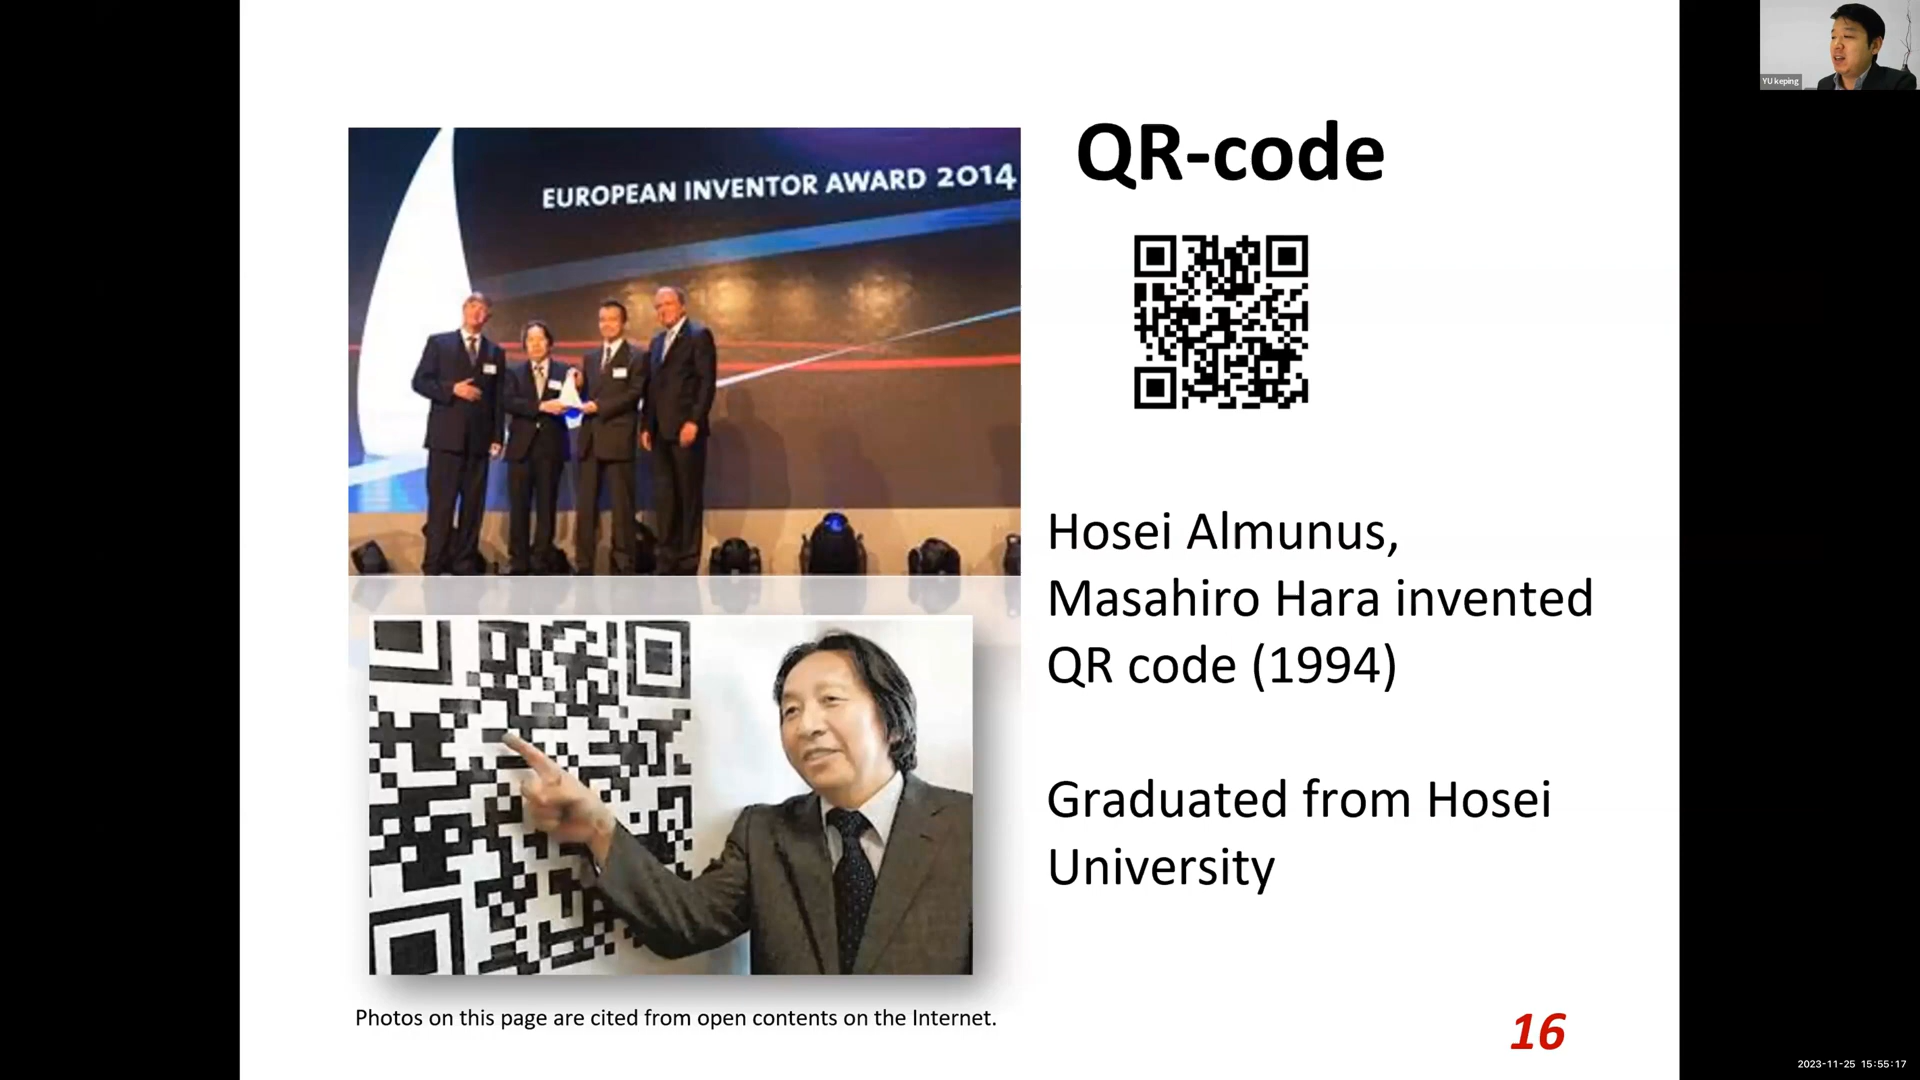 YU keping
EUROPEAN INVENTOR AWARD 2014
QR-code
Hosei Almunus,
Masahiro Hara invented
QR code (1994)
Graduated from Hosei
University
Photos on this page are cited from open contents on the Internet.
16
2023-11-25 15:55:17